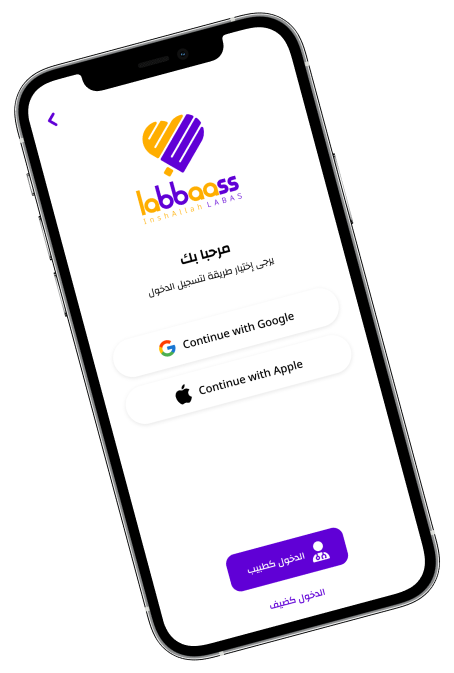 labbaass
InshAllah LABAS
مرحبا بك
يرجى إختيار طريقة لتسجيل الدخول
Continue with Google
Continue with Apple
الدخول كطبيب
الدخول كضيف